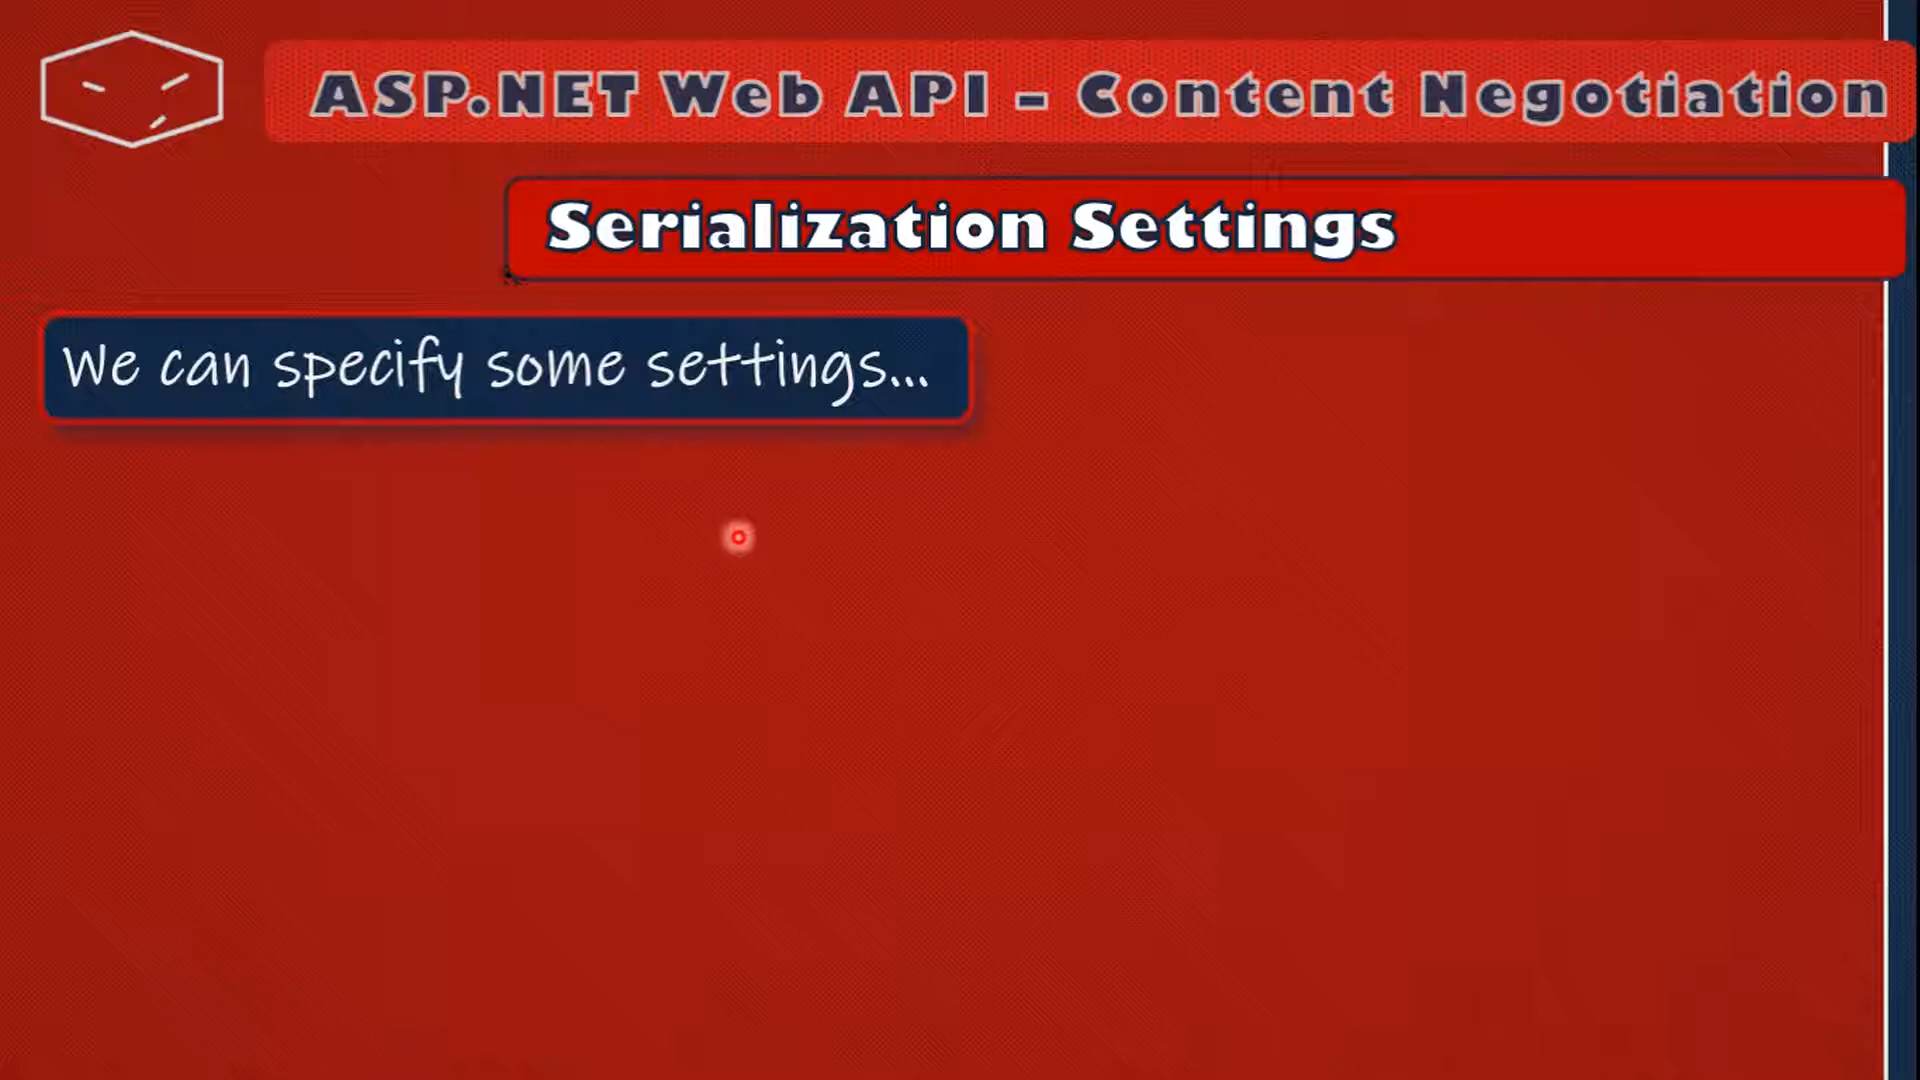 ASP.NET Web API - Content Negotiation
Serialization Settings
We can specify some settings...